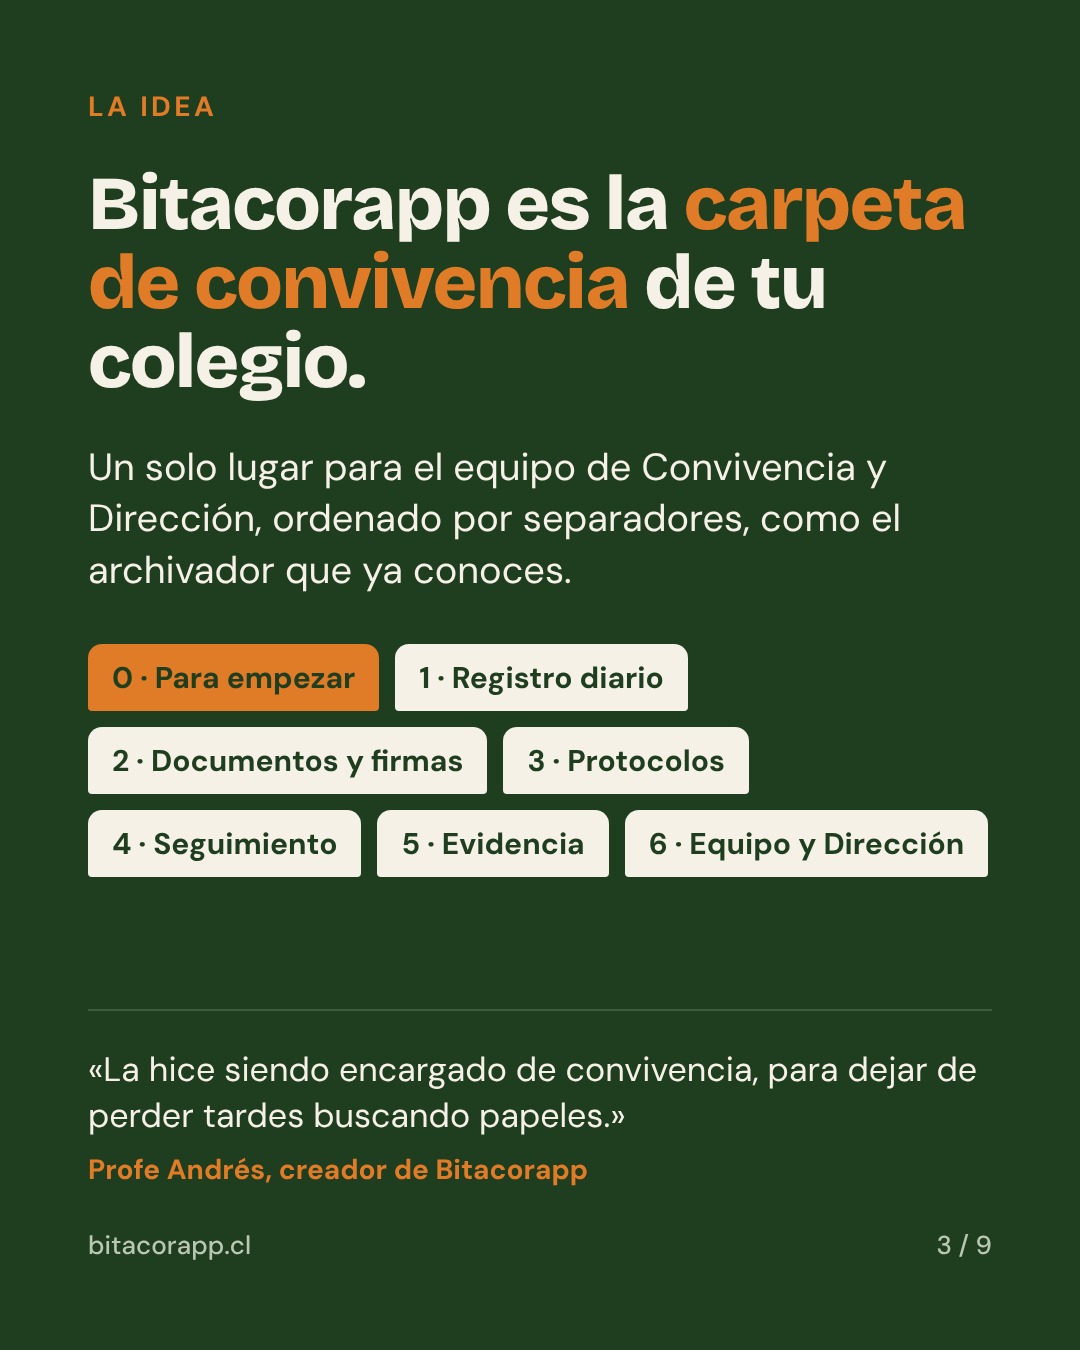 LA IDEA
Bitacorapp es la carpeta
de convivencia de tu
colegio.
Un solo lugar para el equipo de Convivencia y
Dirección, ordenado por separadores, como el
archivador que ya conoces.
0 · Para empezar 1 · Registro diario
2 · Documentos y firmas 3 · Protocolos
4 · Seguimiento 5 · Evidencia 6 · Equipo y Dirección
«La hice siendo encargado de convivencia, para dejar de
perder tardes buscando papeles.»
Profe Andrés, creador de Bitacorapp
bitacorapp.cl 3 / 9